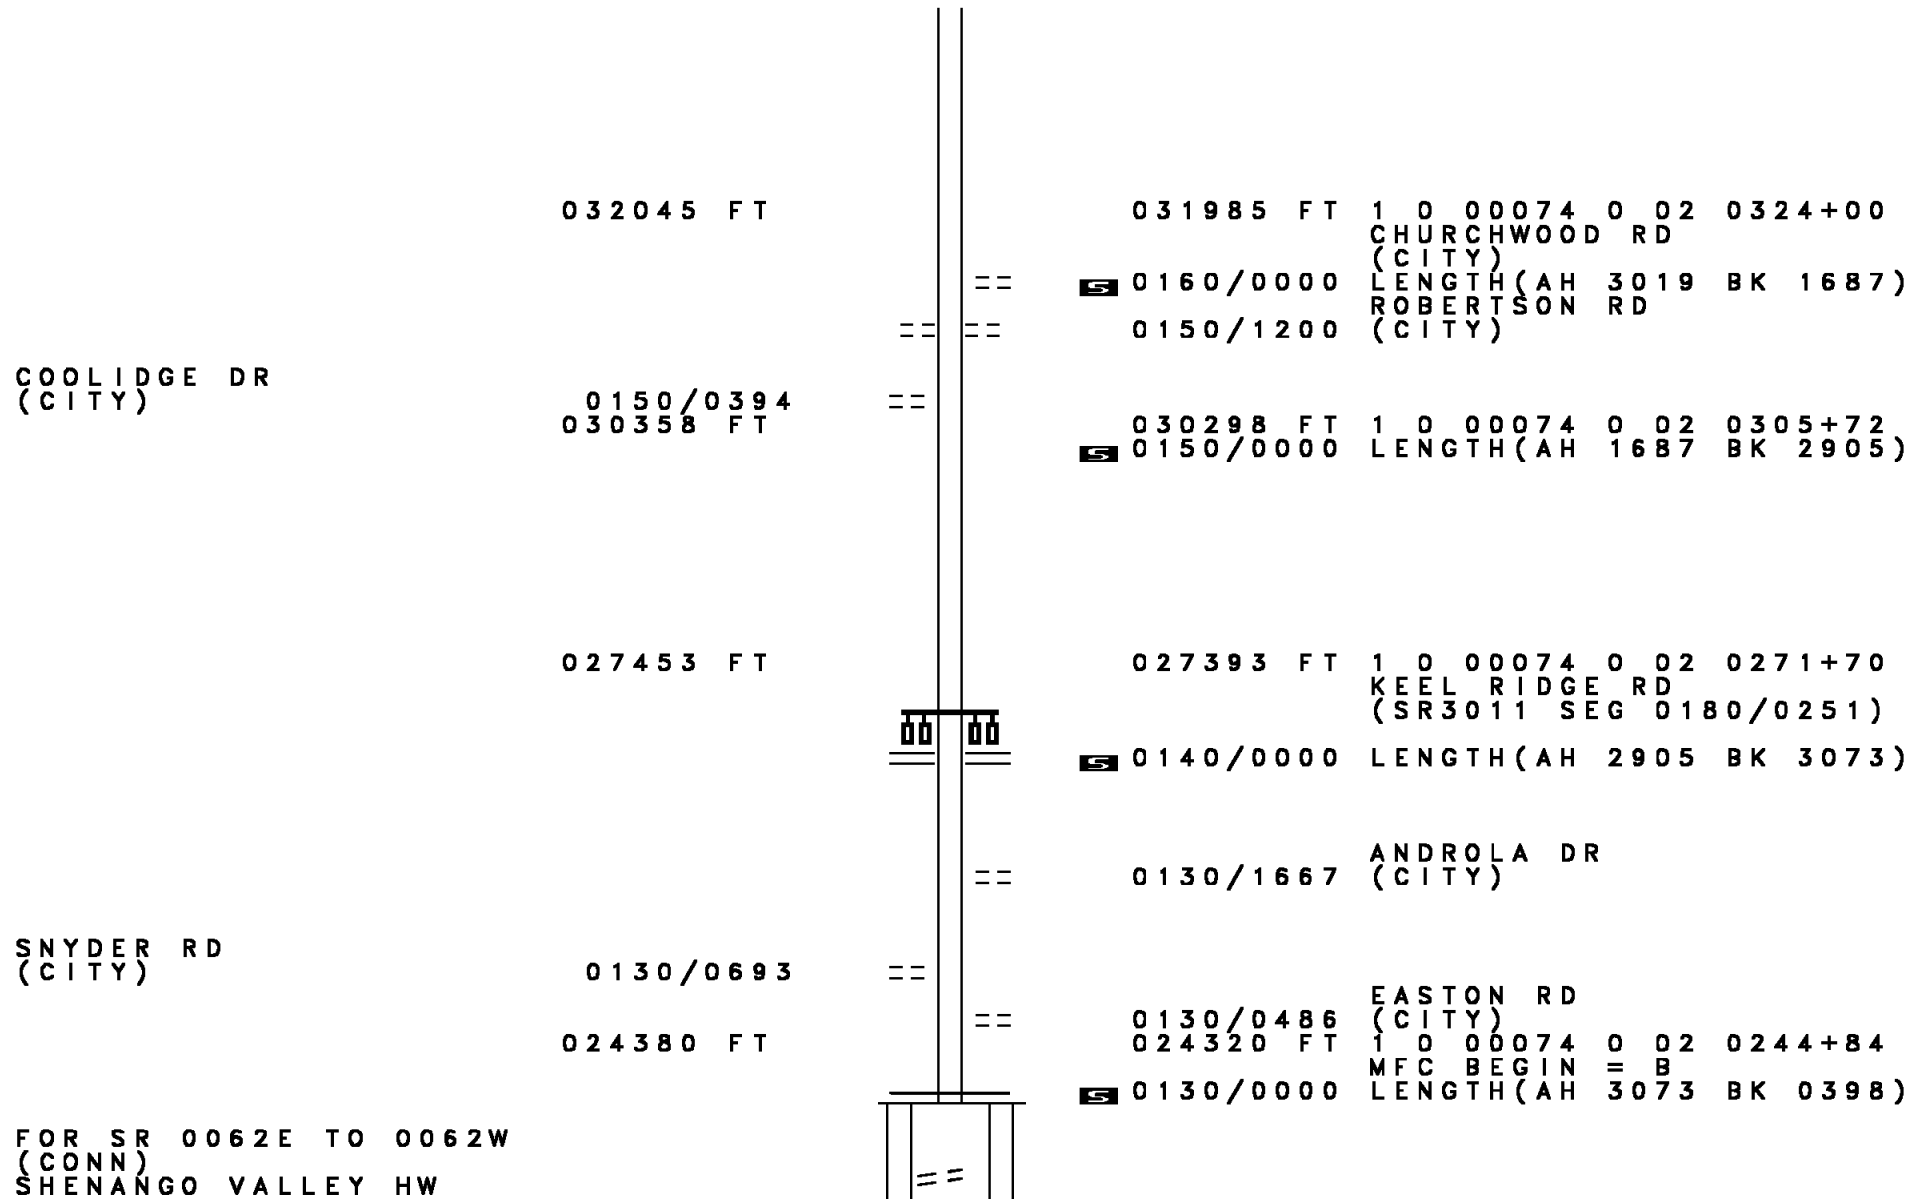 032045 FT 031985 FT 1 0 00074 0 02 0324+00
CHURCHWOOD RD
(CITY)
S 0160/0000 LENGTH(AH 3019 BK 1687)
ROBERTSON RD
0150/1200 (CITY)
COOLIDGE DR
(CITY) 0150/0394
030358 FT 030298 FT 1 0 00074 0 02 0305+72
S 0150/0000 LENGTH(AH 1687 BK 2905)
027453 FT 027393 FT 1 0 00074 0 02 0271+70
KEEL RIDGE RD
(SR3011 SEG 0180/0251)
S 0140/0000 LENGTH(AH 2905 BK 3073)
ANDROLA DR
0130/1667 (CITY)
SNYDER RD
(CITY) 0130/0693
EASTON RD
0130/0486 (CITY)
024380 FT 024320 FT 1 0 00074 0 02 0244+84
MFC BEGIN = B
S 0130/0000 LENGTH(AH 3073 BK 0398)
FOR SR 0062E TO 0062W
(CONN)
SHENANGO VALLEY HW